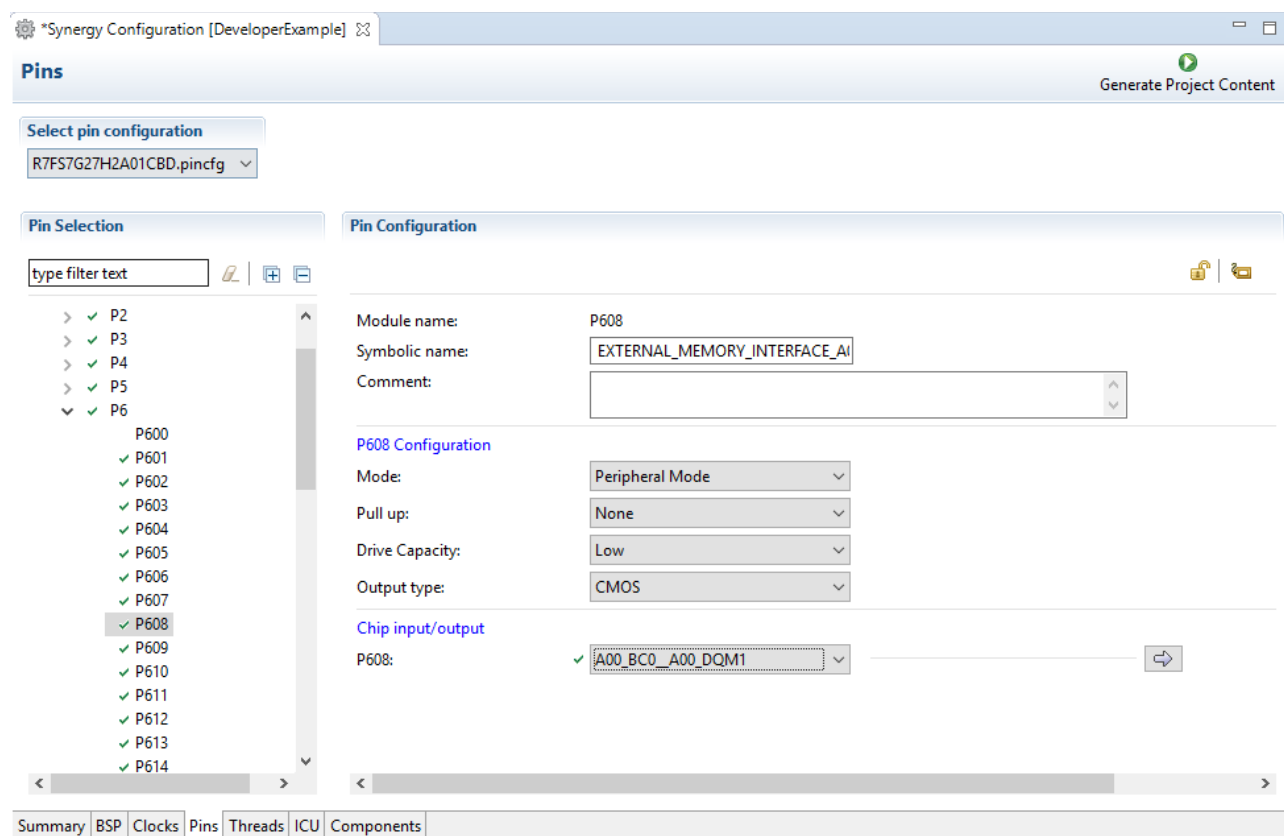 *Synergy Configuration [DeveloperExample]
Pins
Generate Project Content
Select pin configuration
R7FS7G27H2A01CBD.pincfg
Pin Selection
type filter text
P2
P3
P4
P5
P6
P600
P601
P602
P603
P604
P605
P606
P607
P608
P609
P610
P611
P612
P613
P614
Pin Configuration
Module name: P608
Symbolic name: EXTERNAL_MEMORY_INTERFACE_A
Comment:
P608 Configuration
Mode: Peripheral Mode
Pull up: None
Drive Capacity: Low
Output type: CMOS
Chip input/output
P608: A00_BC0__A00_DQM1
Summary BSP Clocks Pins Threads ICU Components